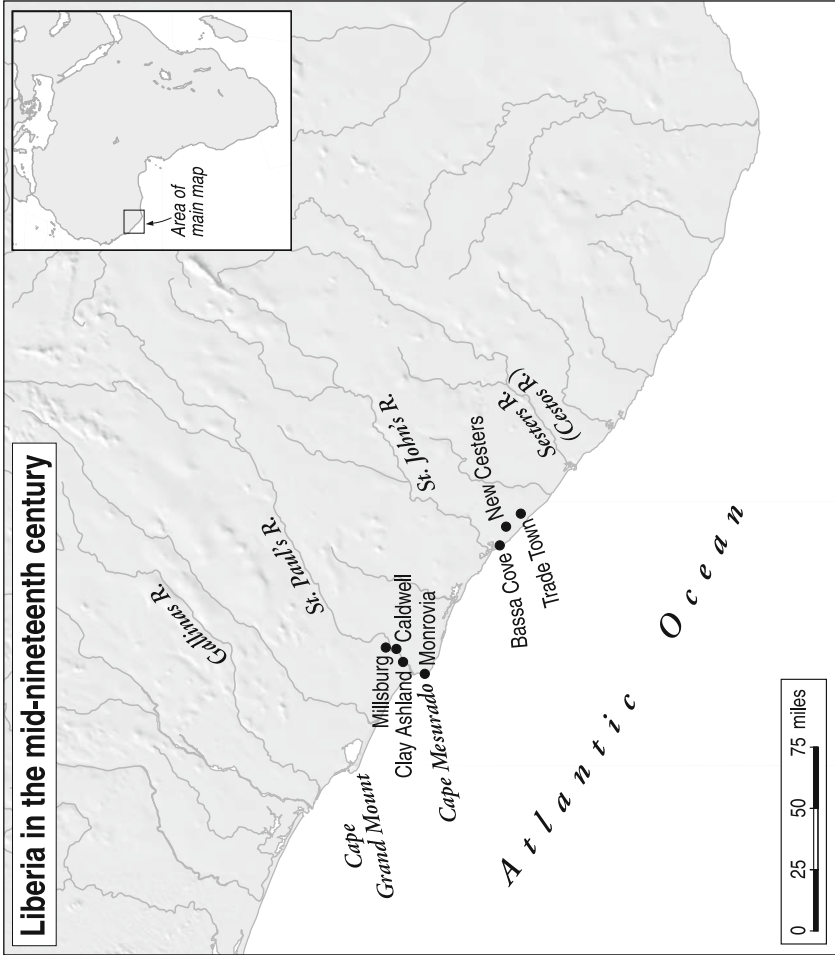 Liberia in the mid-nineteenth century
Area of
main map
Gallinas R.
St. Paul's R.
St. John's R.
Sesters R.
(Cestos R.)
Cape
Grand Mount
Millsburg
Caldwell
Clay Ashland
Monrovia
Cape Mesurado
New Cesters
Bassa Cove
Trade Town
Atlantic Ocean
0 25 50 75 miles